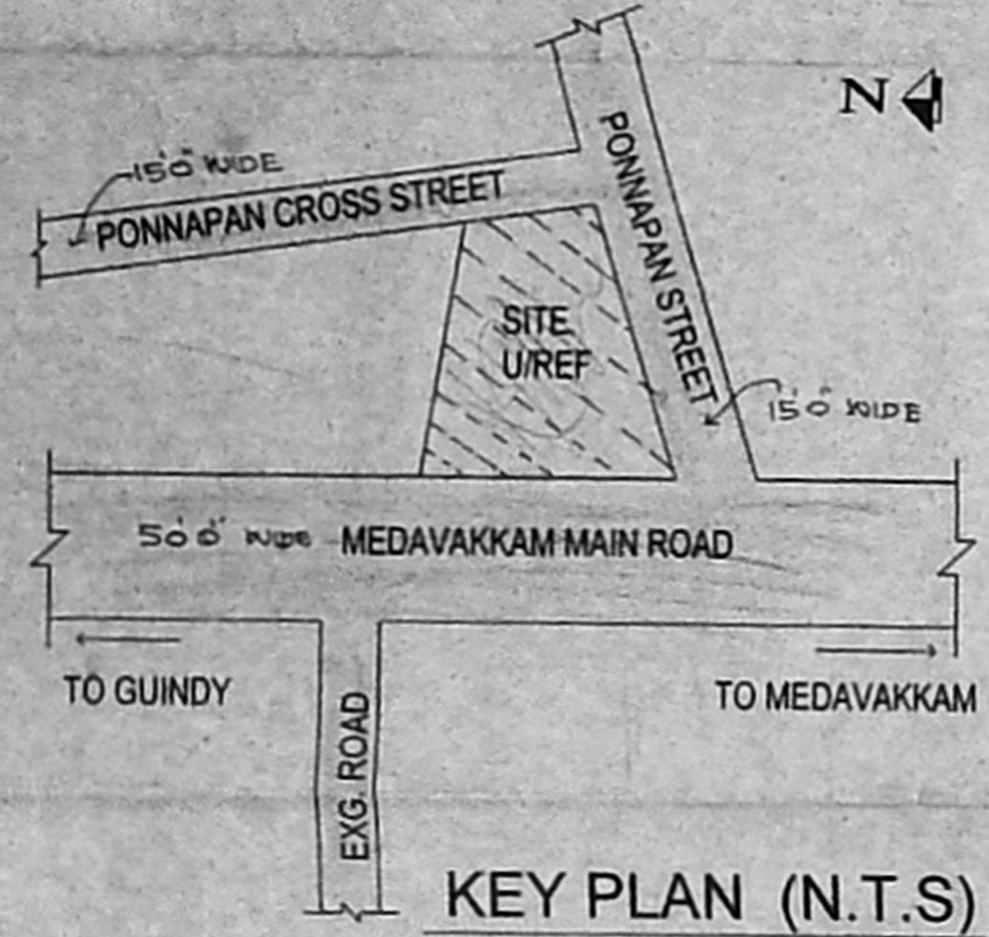 N
15'0" WIDE
PONNAPAN CROSS STREET
PONNAPAN STREET
SITE
U/REF
15'0" WIDE
50'0" WIDE MEDAVAKKAM MAIN ROAD
TO GUINDY
TO MEDAVAKKAM
EXG. ROAD
KEY PLAN (N.T.S)